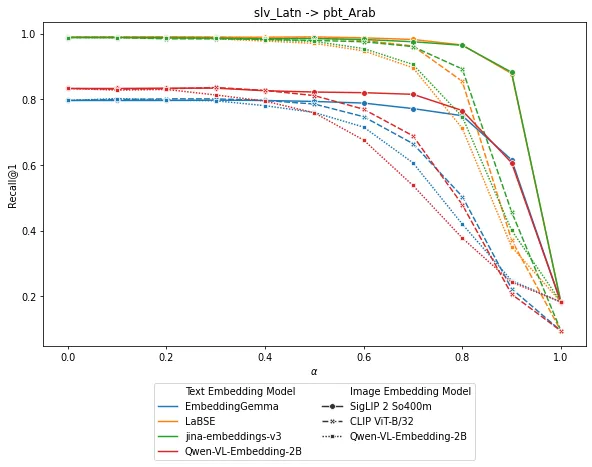 slv_Latn -> pbt_Arab
Recall@1
1.0
0.8
0.6
0.4
0.2
0.0 0.2 0.4 0.6 0.8 1.0
α
Text Embedding Model Image Embedding Model
EmbeddingGemma SigLIP 2 So400m
LaBSE CLIP ViT-B/32
jina-embeddings-v3 Qwen-VL-Embedding-2B
Qwen-VL-Embedding-2B